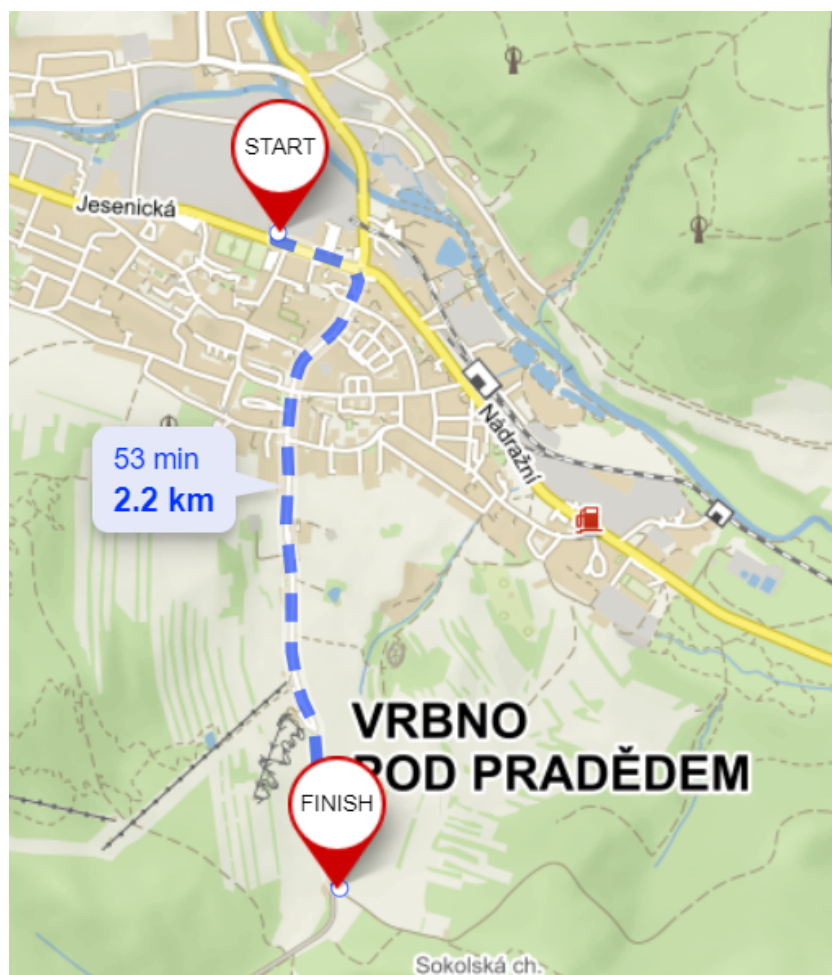 START
Jesenická
Nádražní
53 min
2.2 km
VRBNO
POD PRADĚDEM
FINISH
Sokolská ch.